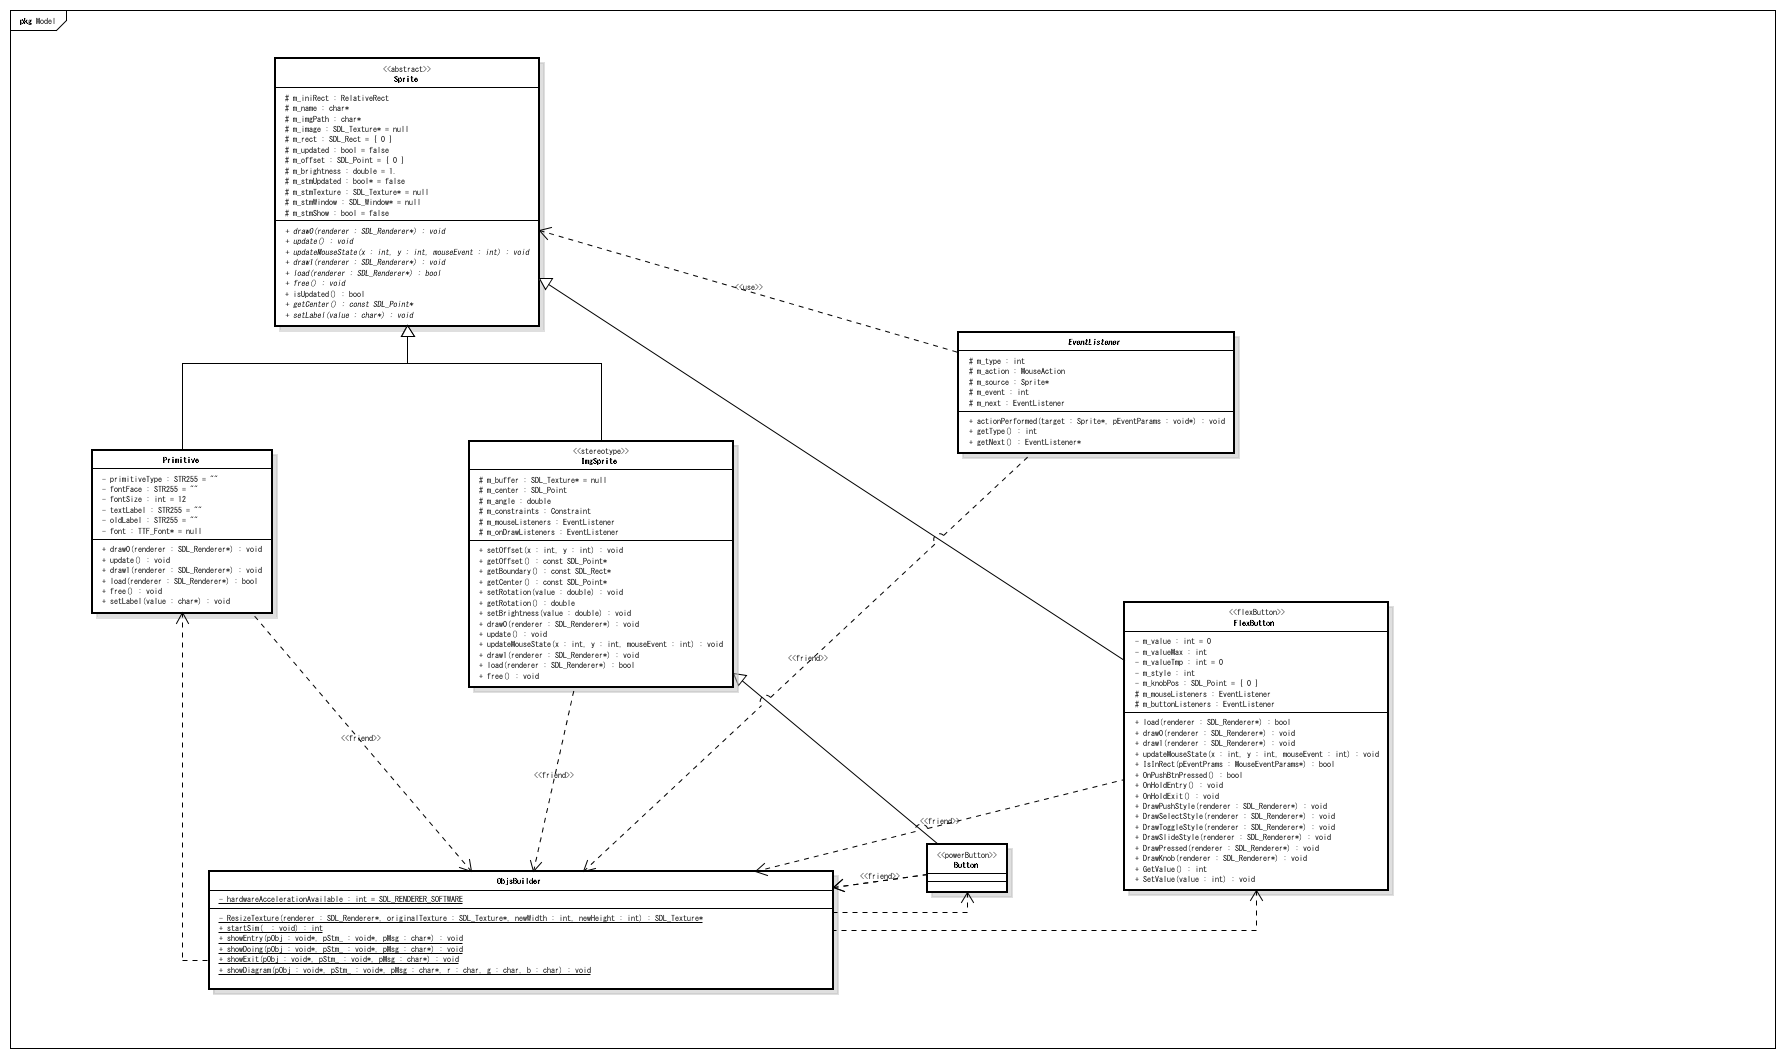 pkg Model
<<abstract>>
Sprite
# m_iniRect : RelativeRect
# m_name : char*
# m_imgPath : char*
# m_image : SDL_Texture* = null
# m_rect : SDL_Rect = { 0 }
# m_updated : bool = false
# m_offset : SDL_Point = { 0 }
# m_brightness : double = 1.
# m_stmUpdated : bool* = false
# m_stmTexture : SDL_Texture* = null
# m_stmWindow : SDL_Window* = null
# m_stmShow : bool = false
+ draw0(renderer : SDL_Renderer*) : void
+ update() : void
+ updateMouseState(x : int, y : int, mouseEvent : int) : void
+ draw1(renderer : SDL_Renderer*) : void
+ load(renderer : SDL_Renderer*) : bool
+ free() : void
+ isUpdated() : bool
+ getCenter() : const SDL_Point*
+ setLabel(value : char*) : void
<<use>>
EventListener
# m_type : int
# m_action : MouseAction
# m_source : Sprite*
# m_event : int
# m_next : EventListener
+ actionPerformed(target : Sprite*, pEventParams : void*) : void
+ getType() : int
+ getNext() : EventListener*
Primitive
- primitiveType : STR255 = ~~
- fontFace : STR255 = ~~
- fontSize : int = 12
- textLabel : STR255 = ~~
- oldLabel : STR255 = ~~
- font : TTF_Font* = null
+ draw0(renderer : SDL_Renderer*) : void
+ update() : void
+ draw1(renderer : SDL_Renderer*) : void
+ load(renderer : SDL_Renderer*) : bool
+ free() : void
+ setLabel(value : char*) : void
<<stereotype>>
ImgSprite
# m_buffer : SDL_Texture* = null
# m_center : SDL_Point
# m_angle : double
# m_constraints : Constraint
# m_mouseListeners : EventListener
# m_onDrawListeners : EventListener
+ setOffset(x : int, y : int) : void
+ getOffset() : const SDL_Point*
+ getBoundary() : const SDL_Rect*
+ getCenter() : const SDL_Point*
+ setRotation(value : double) : void
+ getRotation() : double
+ setBrightness(value : double) : void
+ draw0(renderer : SDL_Renderer*) : void
+ update() : void
+ updateMouseState(x : int, y : int, mouseEvent : int) : void
+ draw1(renderer : SDL_Renderer*) : void
+ load(renderer : SDL_Renderer*) : bool
+ free() : void
<<flexButton>>
FlexButton
- m_value : int = 0
- m_valueMax : int
- m_valueTmp : int = 0
- m_style : int
- m_knobPos : SDL_Point = { 0 }
# m_mouseListeners : EventListener
# m_buttonListeners : EventListener
+ load(renderer : SDL_Renderer*) : bool
+ draw0(renderer : SDL_Renderer*) : void
+ draw1(renderer : SDL_Renderer*) : void
+ updateMouseState(x : int, y : int, mouseEvent : int) : void
+ IsInRect(pEventPrams : MouseEventParams*) : bool
+ OnPushBtnPressed() : bool
+ OnHoldEntry() : void
+ OnHoldExit() : void
+ DrawPushStyle(renderer : SDL_Renderer*) : void
+ DrawSelectStyle(renderer : SDL_Renderer*) : void
+ DrawToggleStyle(renderer : SDL_Renderer*) : void
+ DrawSlideStyle(renderer : SDL_Renderer*) : void
+ DrawPressed(renderer : SDL_Renderer*) : void
+ DrawKnob(renderer : SDL_Renderer*) : void
+ GetValue() : int
+ SetValue(value : int) : void
<<friend>>
<<friend>>
<<friend>>
<<friend>>
<<friend>>
<<powerButton>>
Button
ObjsBuilder
- hardwareAccelerationAvailable : int = SDL_RENDERER_SOFTWARE
- ResizeTexture(renderer : SDL_Renderer*, originalTexture : SDL_Texture*, newWidth : int, newHeight : int) : SDL_Texture*
+ startSim(_ : void) : int
+ showEntry(pObj : void*, pStm_ : void*, pMsg : char*) : void
+ showDoing(pObj : void*, pStm_ : void*, pMsg : char*) : void
+ showExit(pObj : void*, pStm_ : void*, pMsg : char*) : void
+ showDiagram(pObj : void*, pStm_ : void*, pMsg : char*, r : char, g : char, b : char) : void